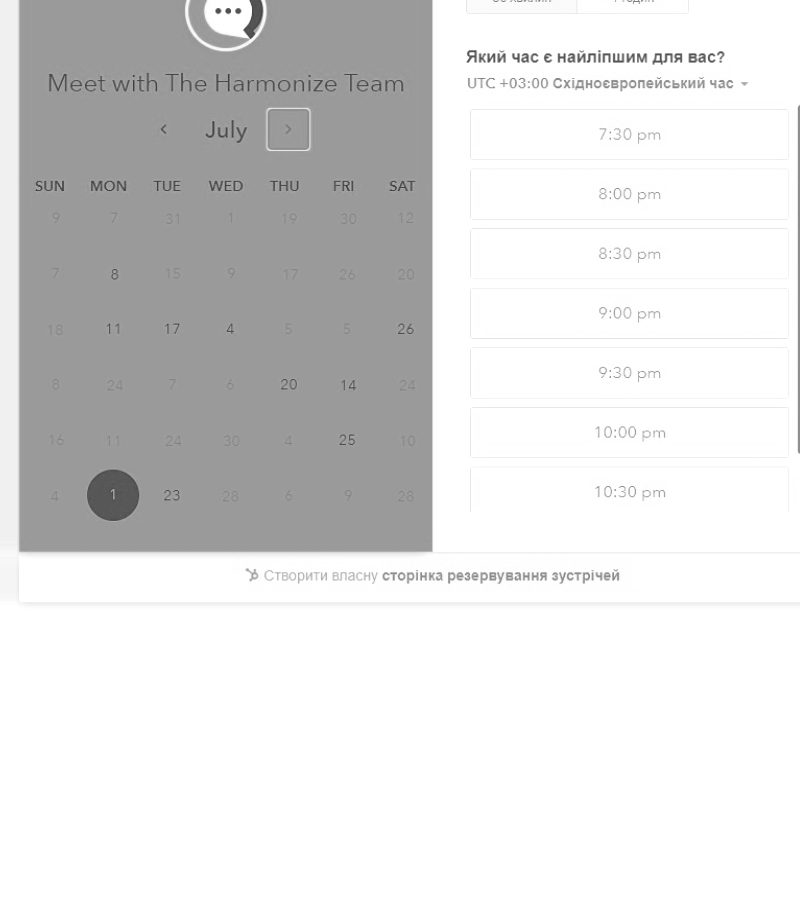 Meet with The Harmonize Team
July
SUN MON TUE WED THU FRI SAT
9 7 31 1 19 30 12
7 8 15 9 17 26 20
18 11 17 4 5 5 26
8 24 7 6 20 14 24
16 11 24 30 4 25 10
4 1 23 28 6 9 28
Який час є найліпшим для вас?
UTC +03:00 Східноєвропейський час
7:30 pm
8:00 pm
8:30 pm
9:00 pm
9:30 pm
10:00 pm
10:30 pm
Створити власну сторінка резервування зустрічей